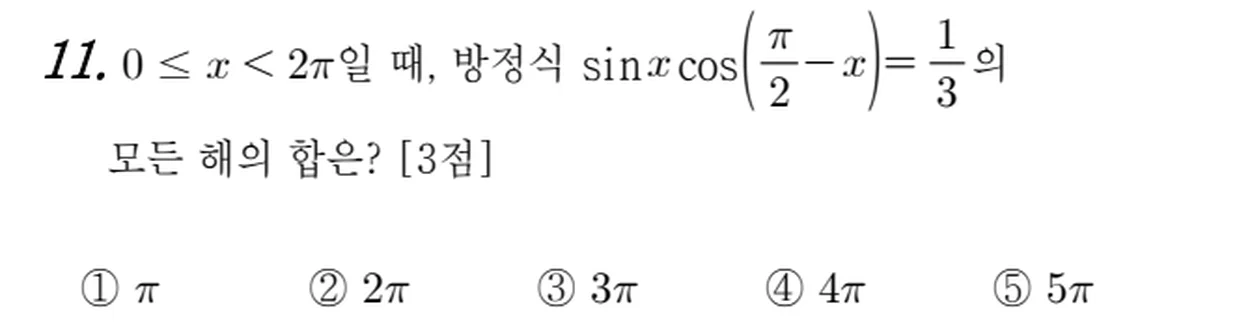 11. 0 ≤ x < 2π일 때, 방정식 sinx cos(π/2 − x) = 1/3 의
모든 해의 합은? [3점]
① π ② 2π ③ 3π ④ 4π ⑤ 5π